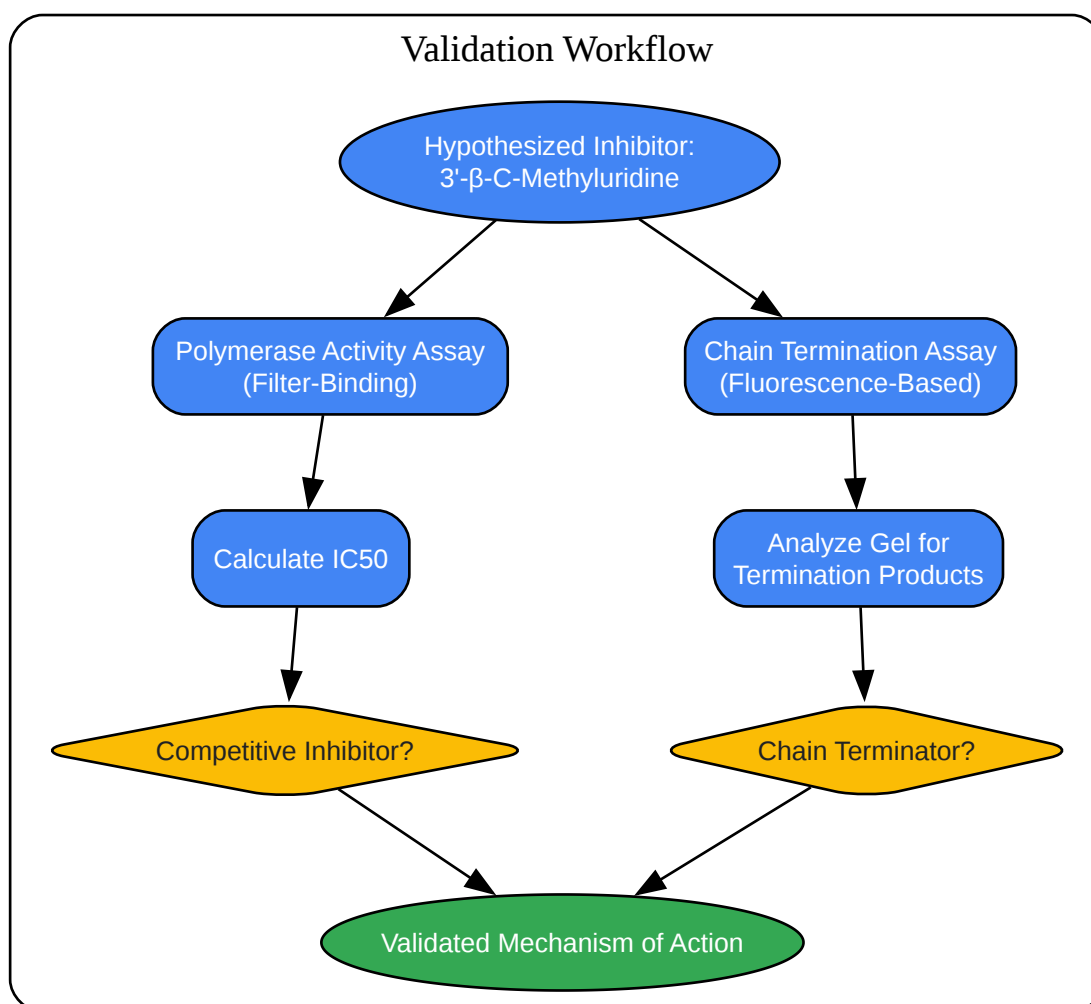 Validation Workflow
Hypothesized Inhibitor:
3'-β-C-Methyluridine
Polymerase Activity Assay
(Filter-Binding)
Chain Termination Assay
(Fluorescence-Based)
Calculate IC50
Analyze Gel for
Termination Products
Competitive Inhibitor?
Chain Terminator?
Validated Mechanism of Action